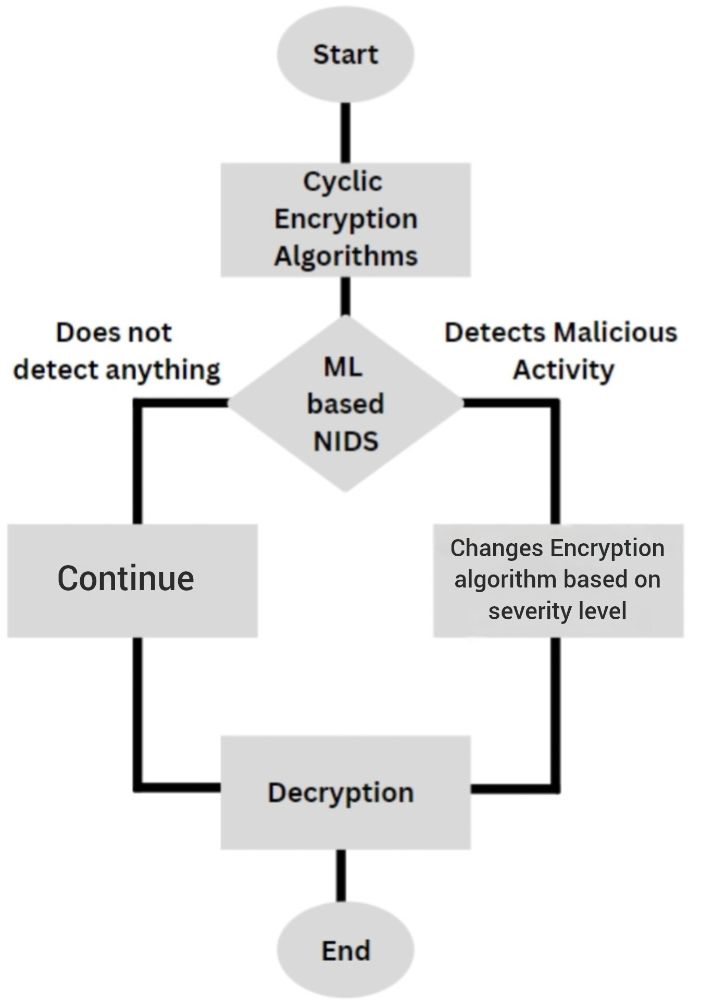 Start
Cyclic
Encryption
Algorithms
Does not
detect anything
Detects Malicious
Activity
ML
based
NIDS
Continue
Changes Encryption
algorithm based on
severity level
Decryption
End